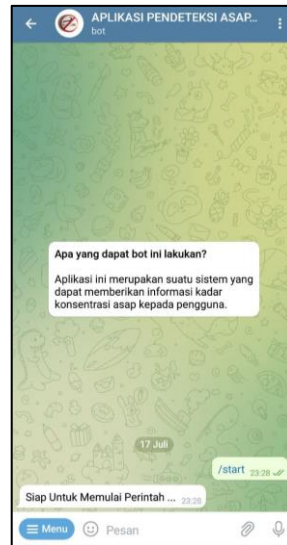 APLIKASI PENDETEKSI ASAP...
bot
Apa yang dapat bot ini lakukan?
Aplikasi ini merupakan suatu sistem yang
dapat memberikan informasi kadar
konsentrasi asap kepada pengguna.
17 Juli
/start 23:28
Siap Untuk Memulai Perintah ... 23:28
Menu
Pesan